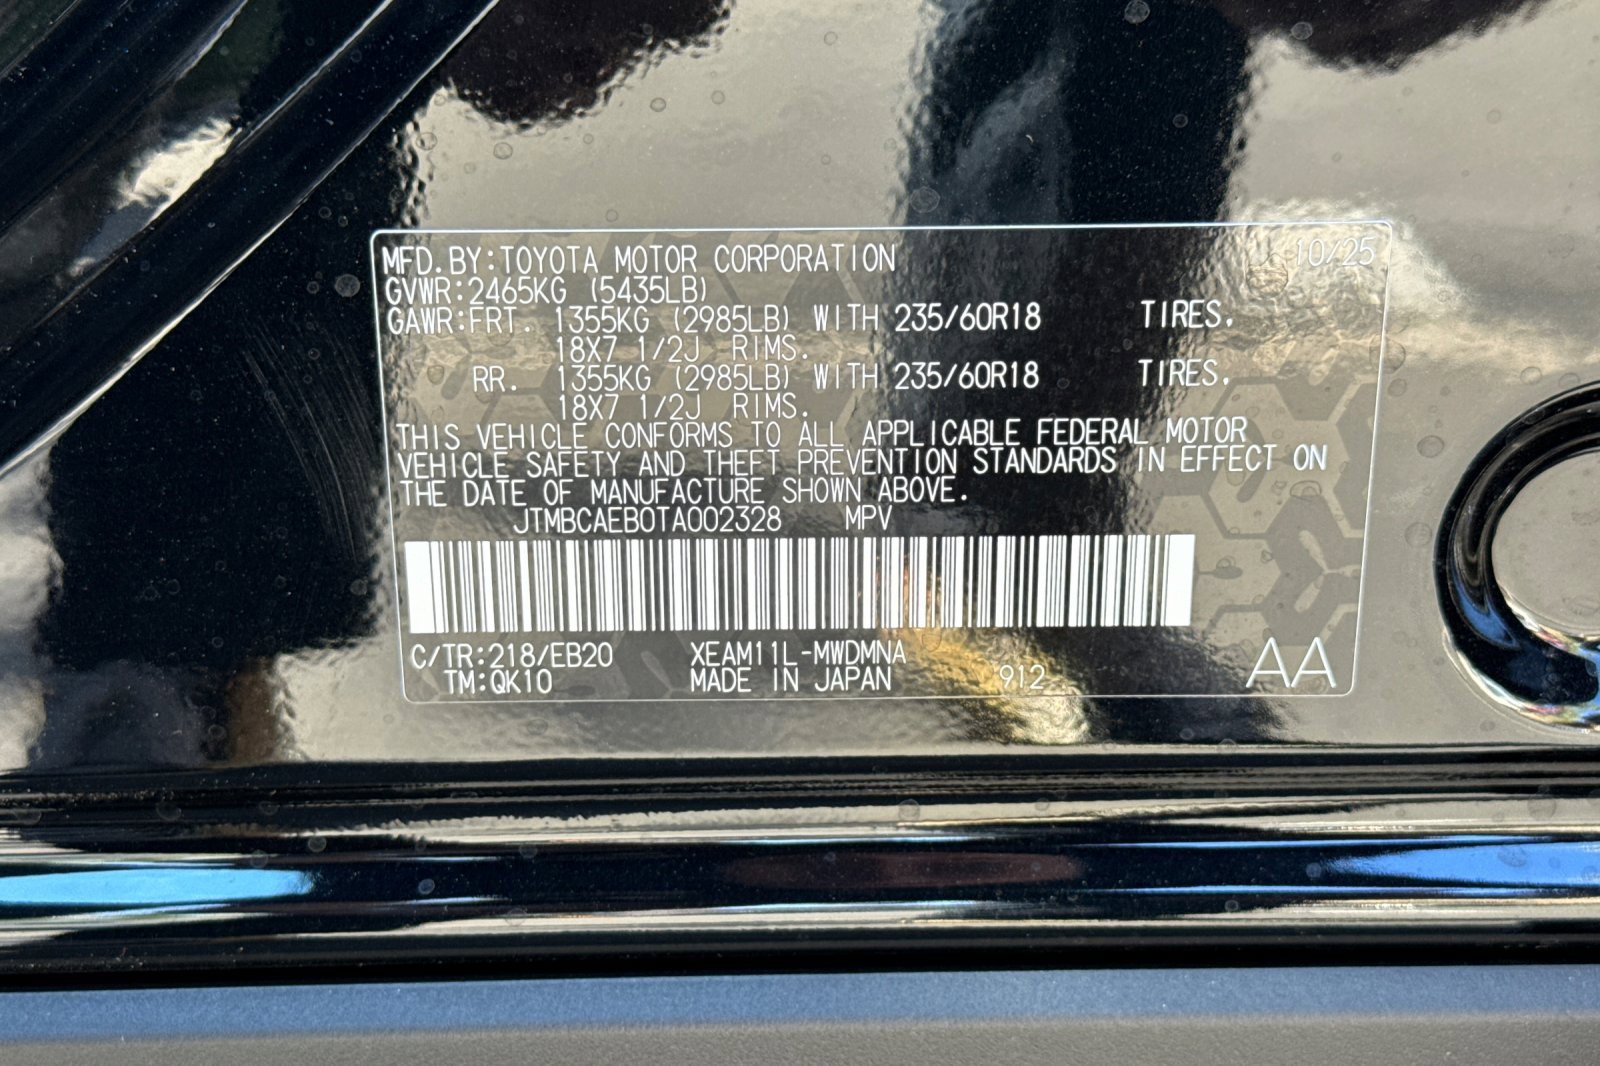 MFD.BY:TOYOTA MOTOR CORPORATION 10/25
GVWR:2465KG (5435LB)
GAWR:FRT. 1355KG (2985LB) WITH 235/60R18 TIRES,
18X7 1/2J RIMS.
RR. 1355KG (2985LB) WITH 235/60R18 TIRES,
18X7 1/2J RIMS.
THIS VEHICLE CONFORMS TO ALL APPLICABLE FEDERAL MOTOR
VEHICLE SAFETY AND THEFT PREVENTION STANDARDS IN EFFECT ON
THE DATE OF MANUFACTURE SHOWN ABOVE.
JTMBCAEB0TA002328 MPV
C/TR:218/EB20 XEAM11L-MWDMNA
TM:QK10 MADE IN JAPAN 912 AA